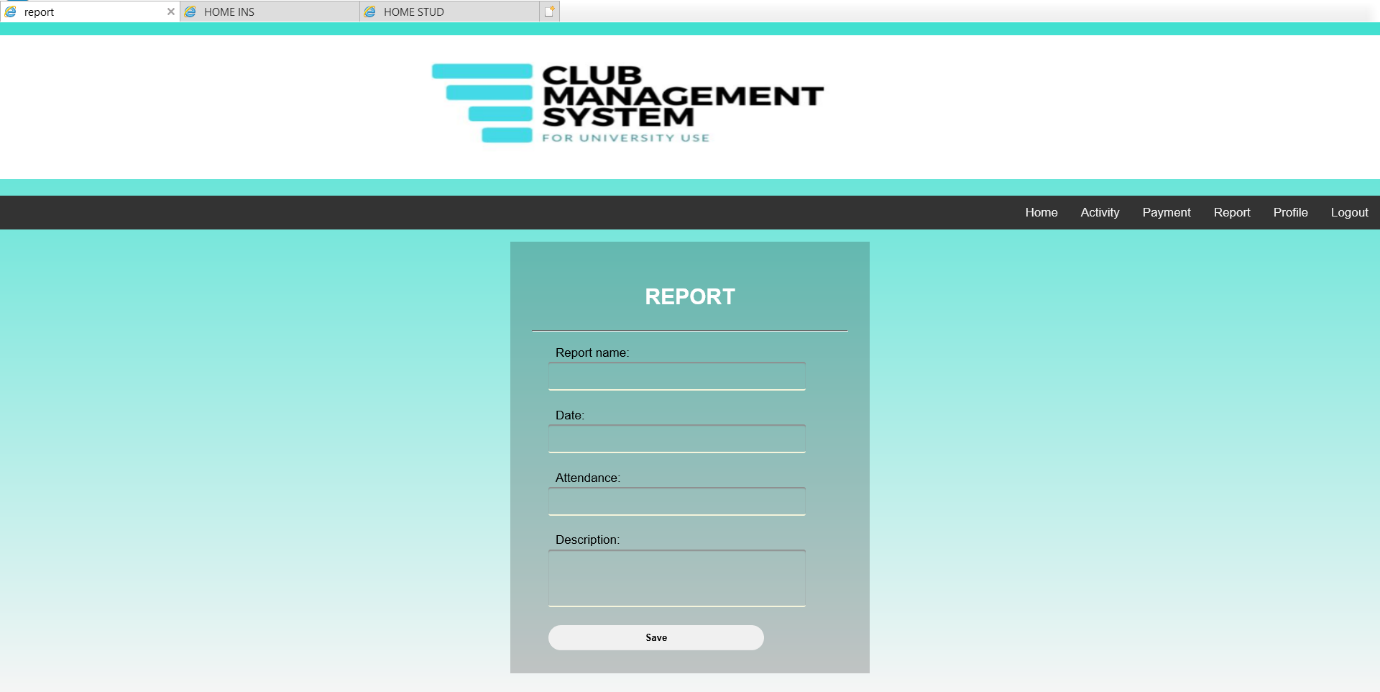 report
HOME INS
HOME STUD
CLUB
MANAGEMENT
SYSTEM
FOR UNIVERSITY USE
Home Activity Payment Report Profile Logout
REPORT
Report name:
Date:
Attendance:
Description:
Save